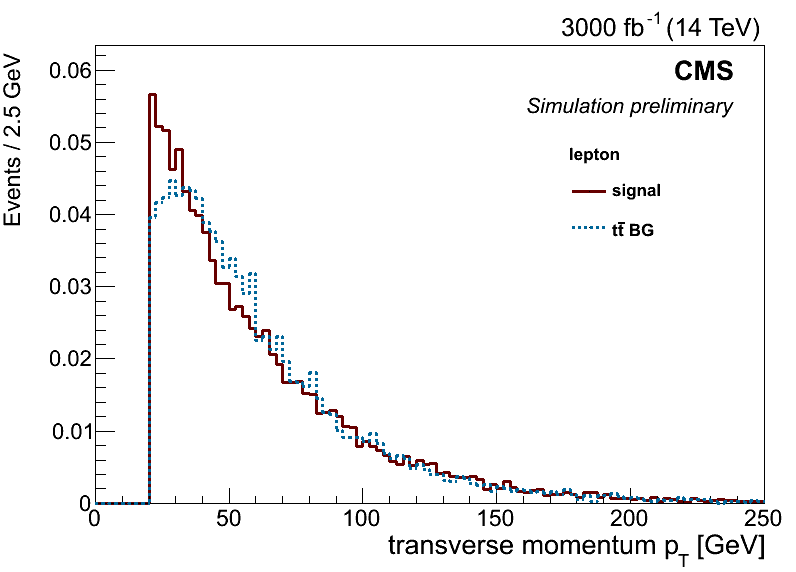 3000 fb⁻¹ (14 TeV)
CMS
Simulation preliminary
lepton
signal
tt̄ BG
Events / 2.5 GeV
0.06
0.05
0.04
0.03
0.02
0.01
0
0 50 100 150 200 250
transverse momentum p_T [GeV]